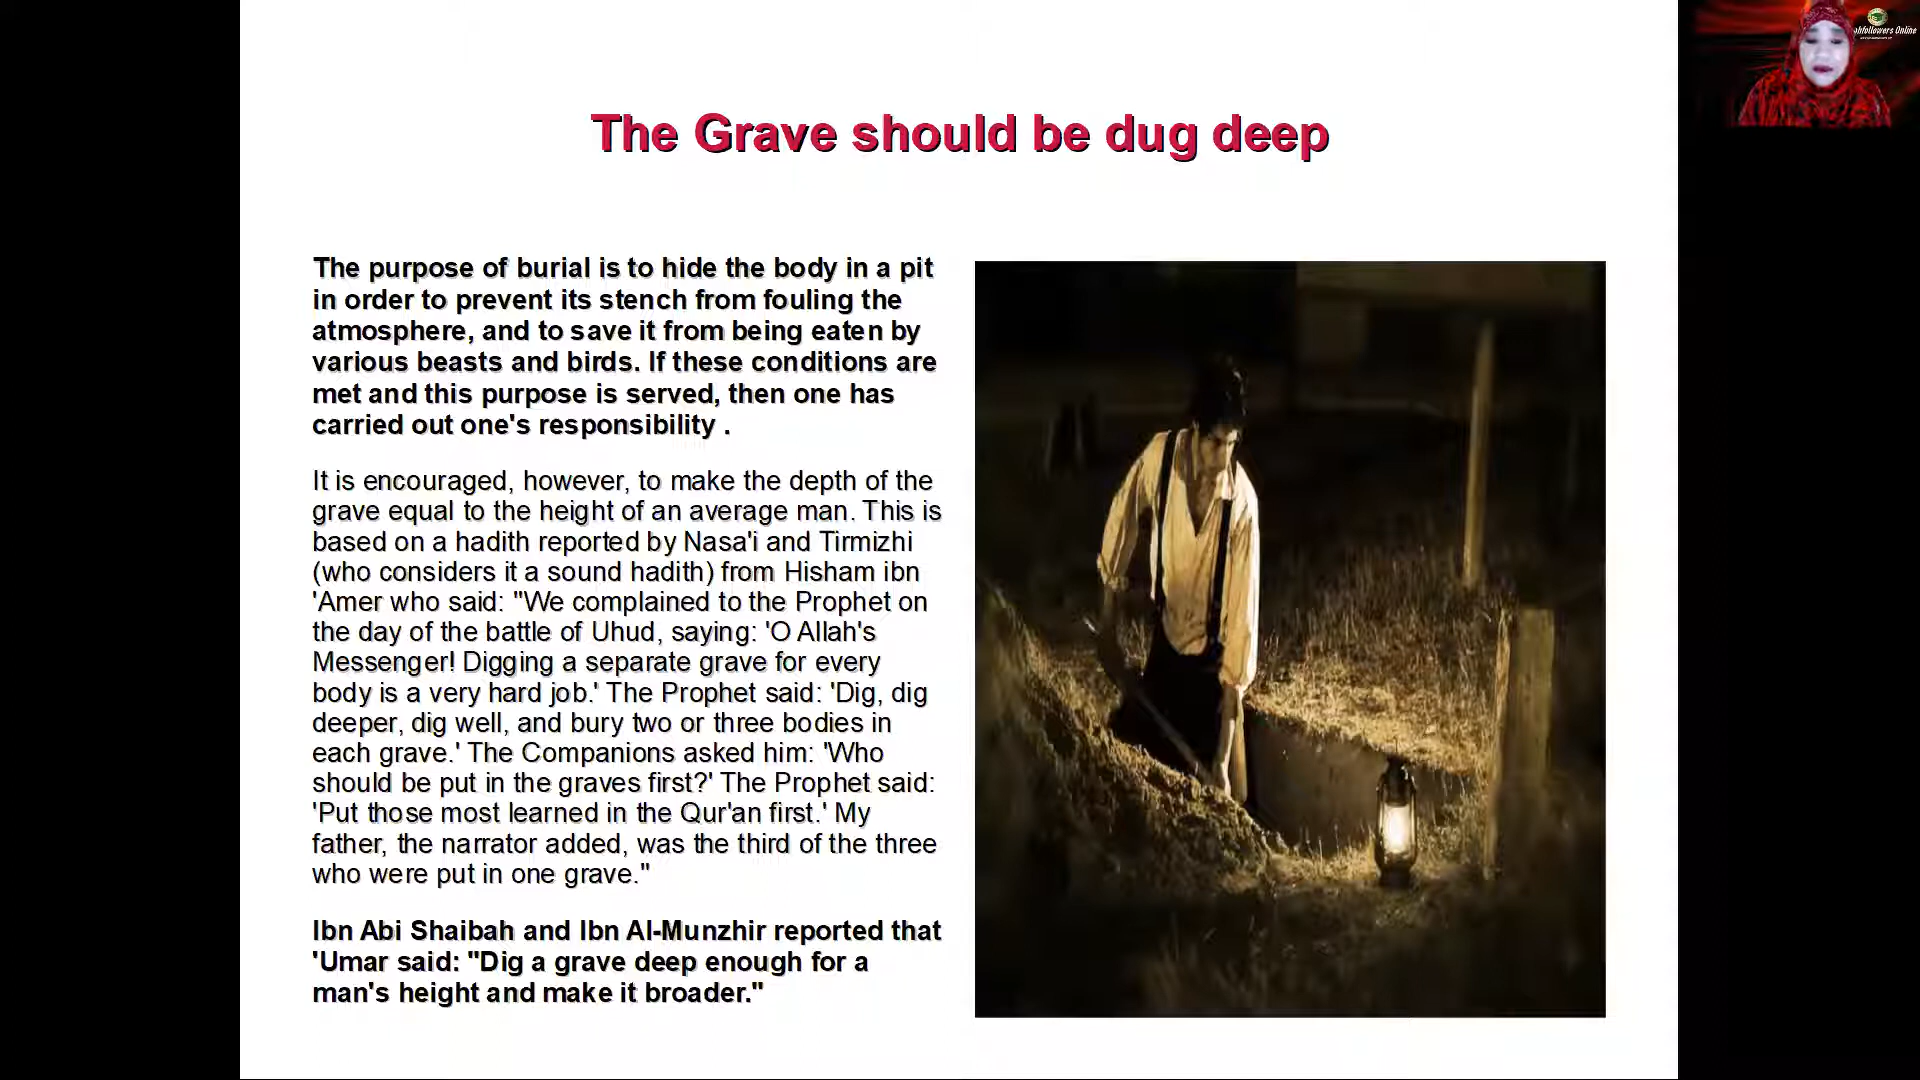 The Grave should be dug deep
The purpose of burial is to hide the body in a pit
in order to prevent its stench from fouling the
atmosphere, and to save it from being eaten by
various beasts and birds. If these conditions are
met and this purpose is served, then one has
carried out one's responsibility .
It is encouraged, however, to make the depth of the
grave equal to the height of an average man. This is
based on a hadith reported by Nasa'i and Tirmizhi
(who considers it a sound hadith) from Hisham ibn
'Amer who said: "We complained to the Prophet on
the day of the battle of Uhud, saying: 'O Allah's
Messenger! Digging a separate grave for every
body is a very hard job.' The Prophet said: 'Dig, dig
deeper, dig well, and bury two or three bodies in
each grave.' The Companions asked him: 'Who
should be put in the graves first?' The Prophet said:
'Put those most learned in the Qur'an first.' My
father, the narrator added, was the third of the three
who were put in one grave."
Ibn Abi Shaibah and Ibn Al-Munzhir reported that
'Umar said: "Dig a grave deep enough for a
man's height and make it broader."
ahfollowers Online